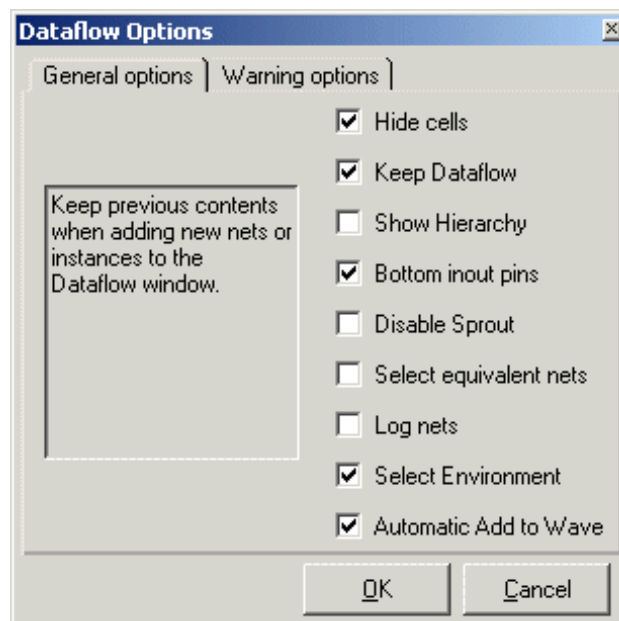 Dataflow Options
General options
Warning options
Hide cells
Keep Dataflow
Keep previous contents
when adding new nets or
instances to the
Dataflow window.
Show Hierarchy
Bottom inout pins
Disable Sprout
Select equivalent nets
Log nets
Select Environment
Automatic Add to Wave
OK
Cancel